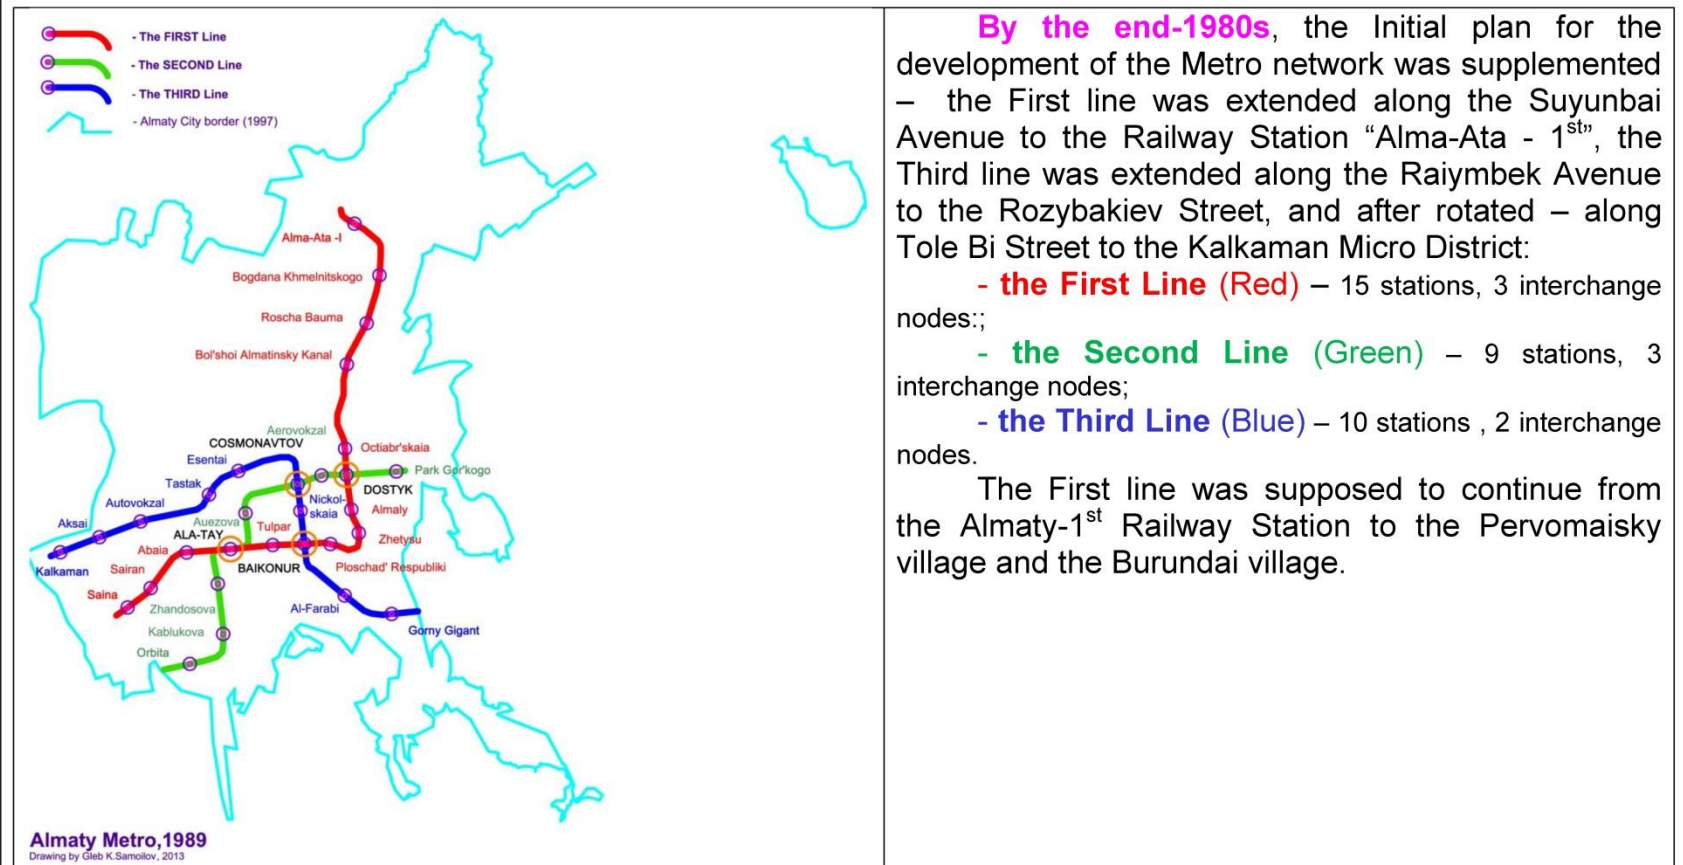 - The FIRST Line
- The SECOND Line
- The THIRD Line
- Almaty City border (1997)
Alma-Ata -I
Bogdana Khmelnitskogo
Roscha Bauma
Bol'shoi Almatinsky Kanal
Aerovokzal
COSMONAVTOV
Octiabr'skaia
Esentai
Park Gor'kogo
Tastak
DOSTYK
Autovokzal
Nickol-
skaia
Almaly
Aksai
Auezova
Tulpar
ALA-TAY
Zhetysu
Abaia
Kalkaman
Sairan
BAIKONUR
Ploschad' Respubliki
Saina
Zhandosova
Al-Farabi
Kablukova
Gorny Gigant
Orbita
Almaty Metro,1989
Drawing by Gleb K.Samoilov, 2013
By the end-1980s, the Initial plan for the
development of the Metro network was supplemented
– the First line was extended along the Suyunbai
Avenue to the Railway Station “Alma-Ata - 1st”, the
Third line was extended along the Raiymbek Avenue
to the Rozybakiev Street, and after rotated – along
Tole Bi Street to the Kalkaman Micro District:
- the First Line (Red) – 15 stations, 3 interchange
nodes:;
- the Second Line (Green) – 9 stations, 3
interchange nodes;
- the Third Line (Blue) – 10 stations , 2 interchange
nodes.
The First line was supposed to continue from
the Almaty-1st Railway Station to the Pervomaisky
village and the Burundai village.